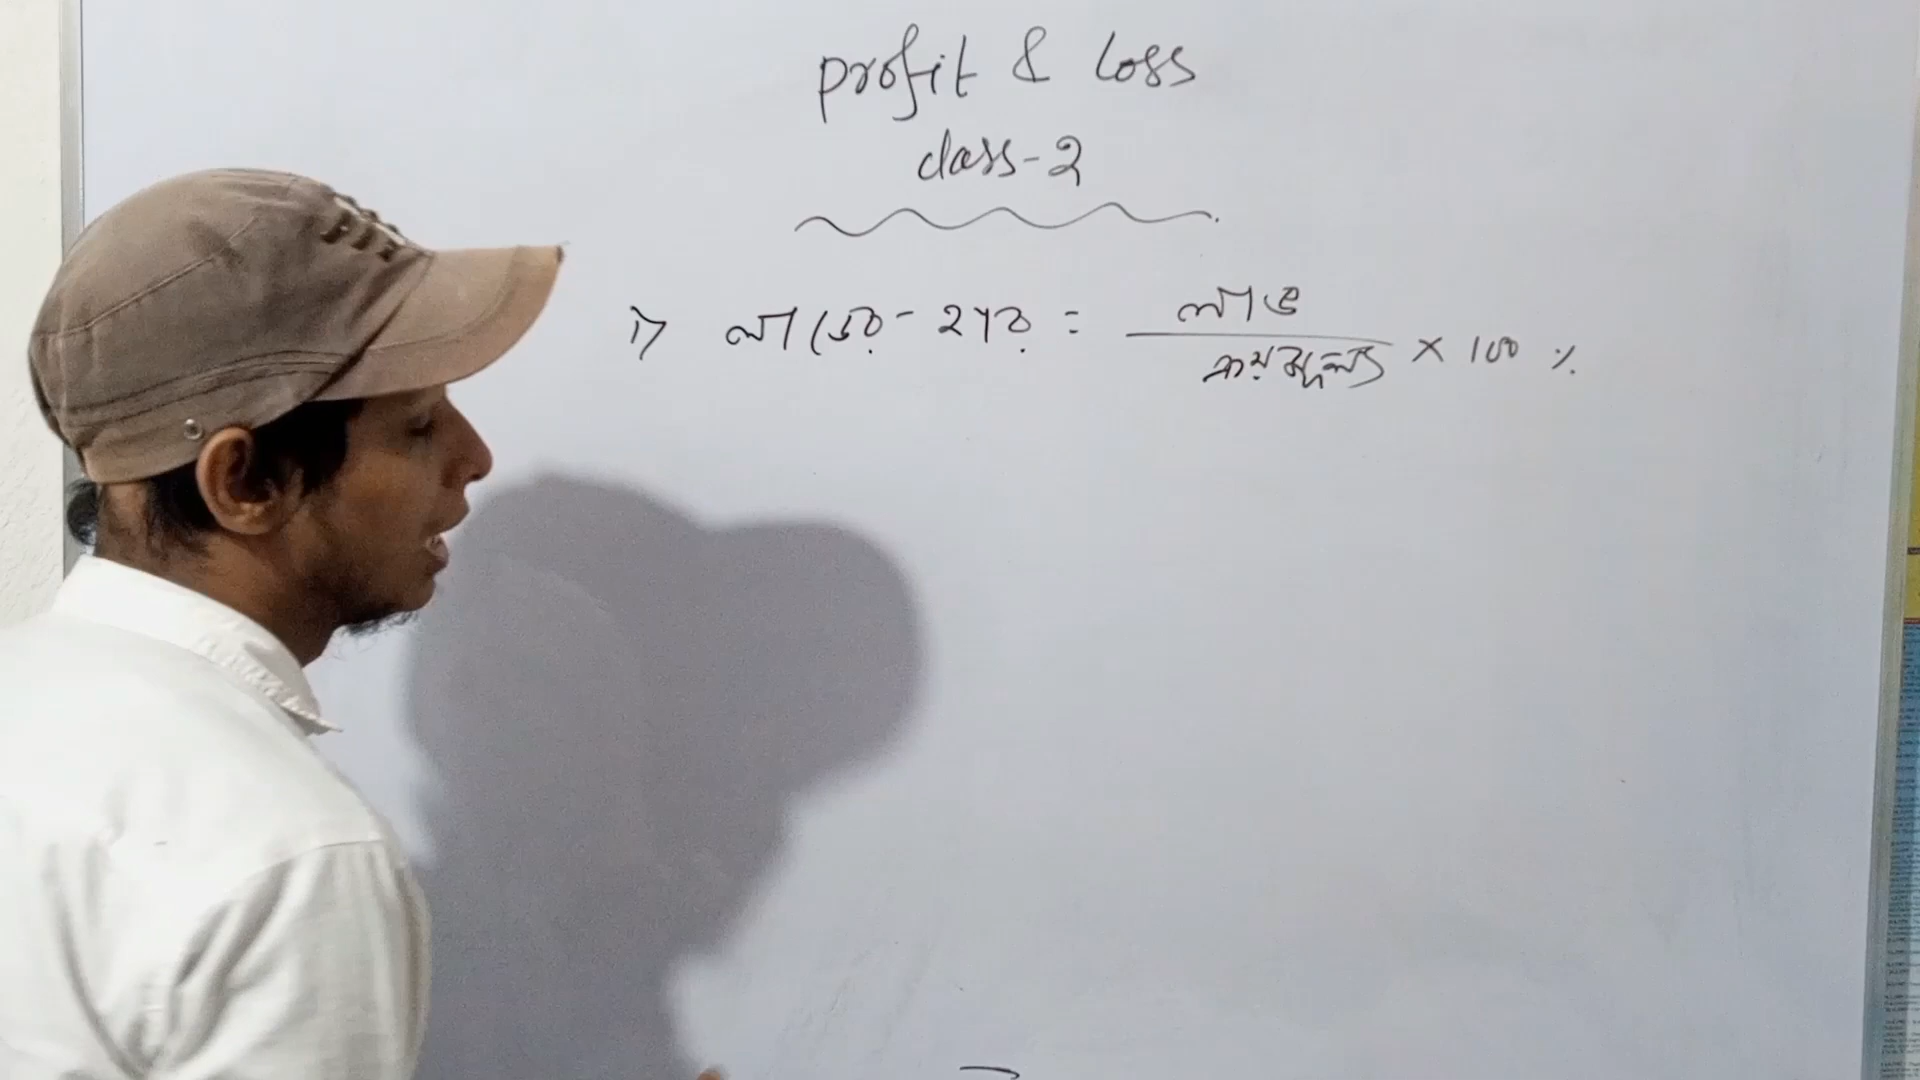 profit & loss
class-2
1) লাভের-হার = লাভ / ক্রয়মূল্য × 100 %